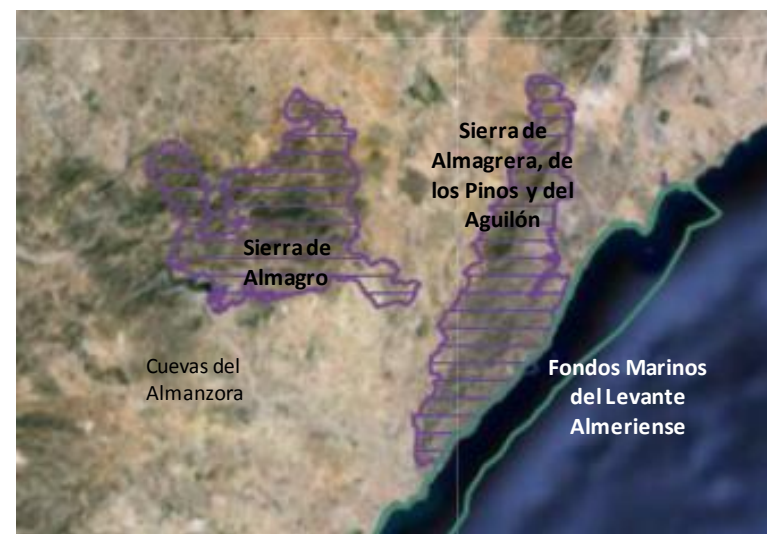 Sierra de
Almagrera, de
los Pinos y del
Aguilón
Sierra de
Almagro
Cuevas del
Almanzora
Fondos Marinos
del Levante
Almeriense